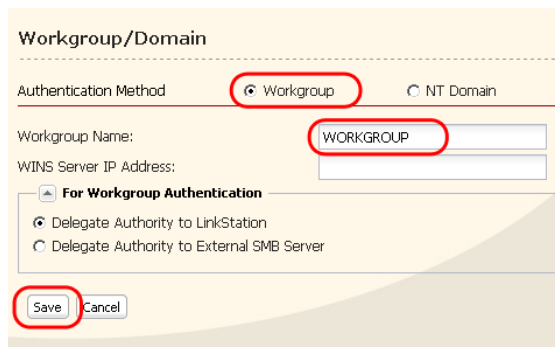 Workgroup/Domain
Authentication Method Workgroup NT Domain
Workgroup Name: WORKGROUP
WINS Server IP Address:
For Workgroup Authentication
Delegate Authority to LinkStation
Delegate Authority to External SMB Server
Save Cancel